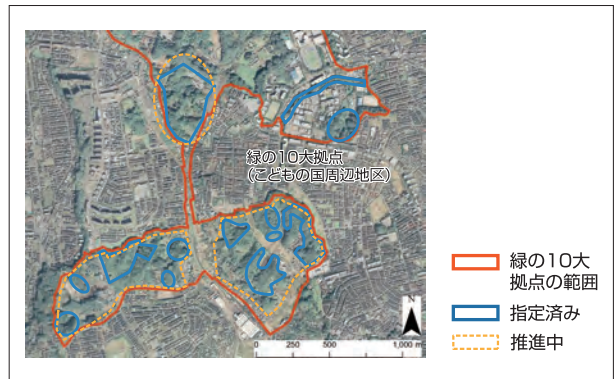 緑の10大拠点
(こどもの国周辺地区)
N
0 250 500 1,000 m
緑の10大
拠点の範囲
指定済み
推進中